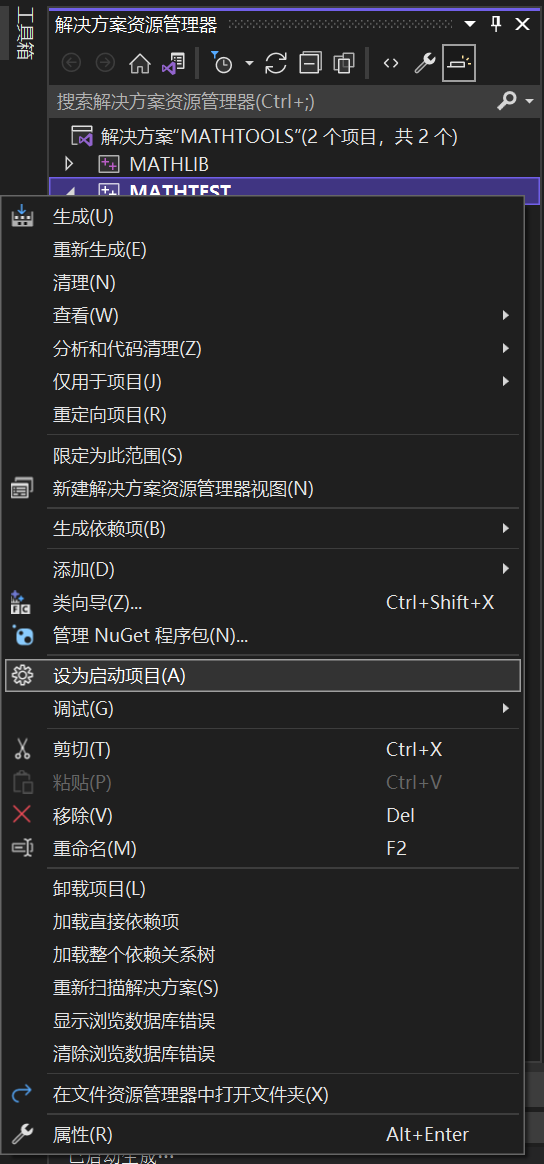 工具箱
解决方案资源管理器
搜索解决方案资源管理器(Ctrl+;)
解决方案"MATHTOOLS"(2 个项目，共 2 个)
MATHLIB
MATHTEST
生成(U)
重新生成(E)
清理(N)
查看(W)
分析和代码清理(Z)
仅用于项目(J)
重定向项目(R)
限定为此范围(S)
新建解决方案资源管理器视图(N)
生成依赖项(B)
添加(D)
类向导(Z)... Ctrl+Shift+X
管理 NuGet 程序包(N)...
设为启动项目(A)
调试(G)
剪切(T) Ctrl+X
粘贴(P) Ctrl+V
移除(V) Del
重命名(M) F2
卸载项目(L)
加载直接依赖项
加载整个依赖关系树
重新扫描解决方案(S)
显示浏览数据库错误
清除浏览数据库错误
在文件资源管理器中打开文件夹(X)
属性(R) Alt+Enter
已启动生成…